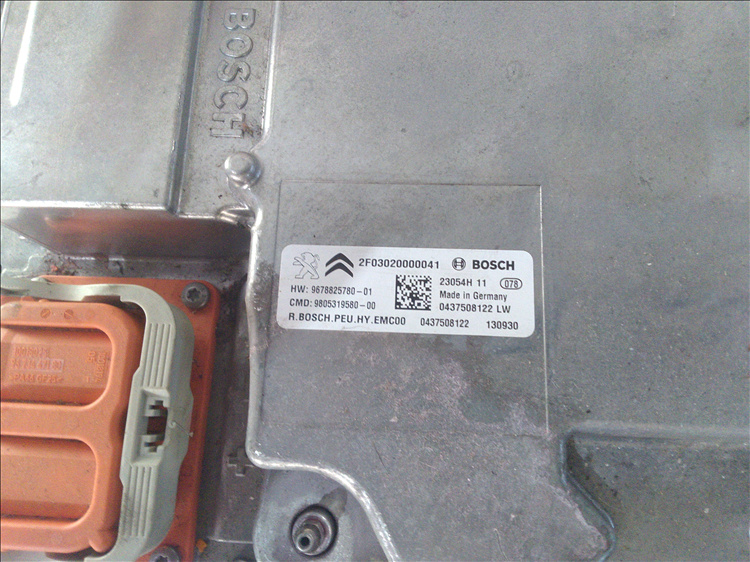 BOSCH
2F03020000041 BOSCH
HW: 9678825780-01 23054H 11 078
CMD: 9805319580-00 Made in Germany
0437508122 LW
R.BOSCH.PEU.HY.EMC00 0437508122 130930
+